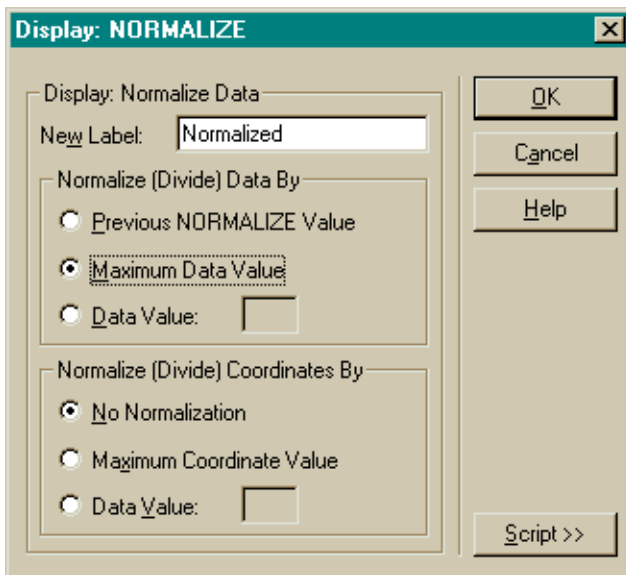 Display: NORMALIZE
Display: Normalize Data
New Label: Normalized
Normalize (Divide) Data By
Previous NORMALIZE Value
Maximum Data Value
Data Value:
Normalize (Divide) Coordinates By
No Normalization
Maximum Coordinate Value
Data Value:
OK
Cancel
Help
Script >>